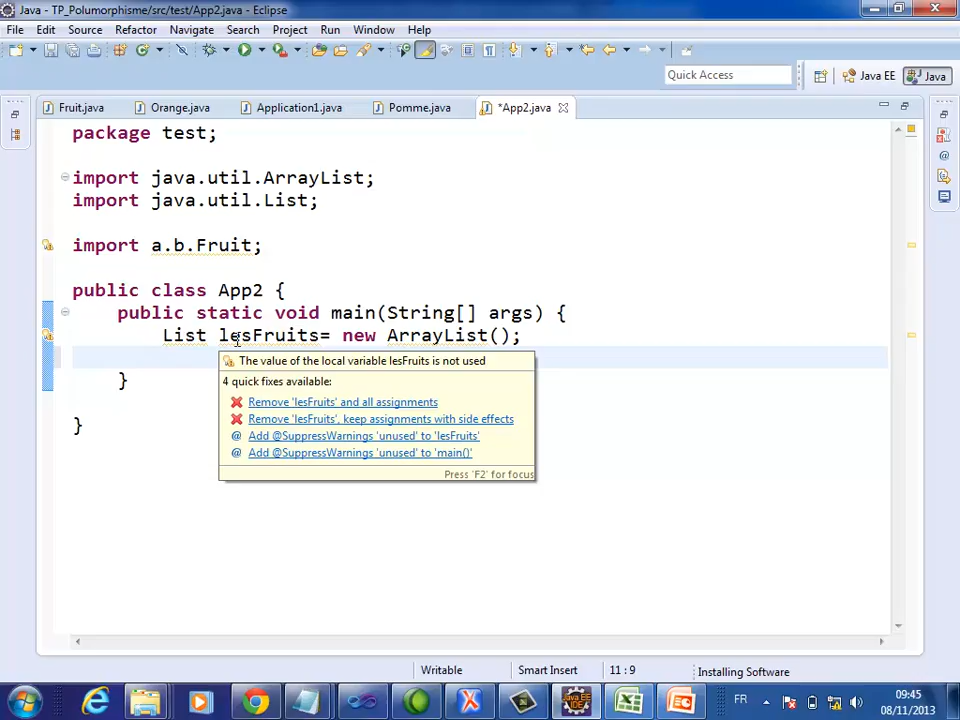 Java - TP_Polumorphisme/src/test/App2.java - Eclipse
File Edit Source Refactor Navigate Search Project Run Window Help
Quick Access
Java EE
Java
Fruit.java
Orange.java
Application1.java
Pomme.java
*App2.java
package test;
import java.util.ArrayList;
import java.util.List;
import a.b.Fruit;
public class App2 {
public static void main(String[] args) {
List lesFruits= new ArrayList();
The value of the local variable lesFruits is not used
4 quick fixes available:
Remove 'lesFruits' and all assignments
Remove 'lesFruits', keep assignments with side effects
@ Add @SuppressWarnings 'unused' to 'lesFruits'
@ Add @SuppressWarnings 'unused' to 'main()'
Press 'F2' for focus
}
}
Writable
Smart Insert
11 : 9
Installing Software
FR
09:45
08/11/2013